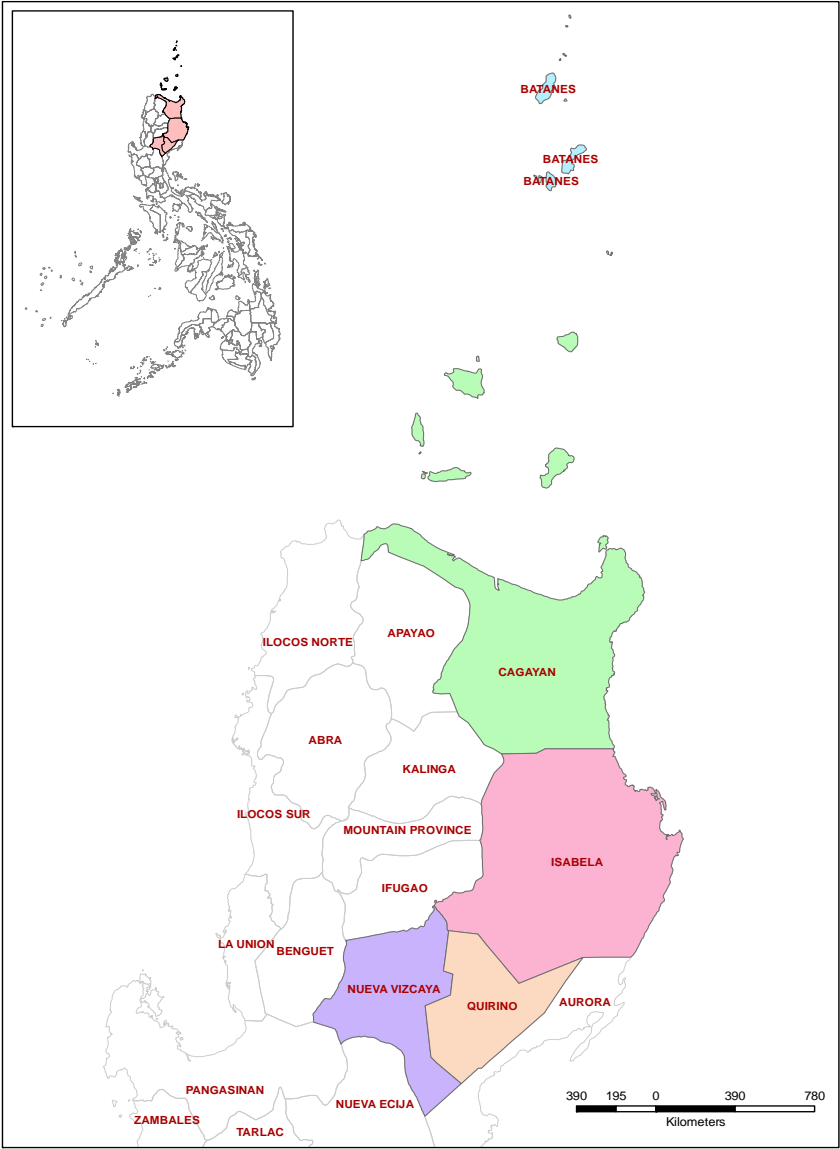 BATANES
BATANES
BATANES
ILOCOS NORTE
APAYAO
CAGAYAN
ABRA
KALINGA
ILOCOS SUR
MOUNTAIN PROVINCE
ISABELA
IFUGAO
LA UNION
BENGUET
NUEVA VIZCAYA
QUIRINO
AURORA
PANGASINAN
NUEVA ECIJA
ZAMBALES
TARLAC
390 195 0 390 780
Kilometers